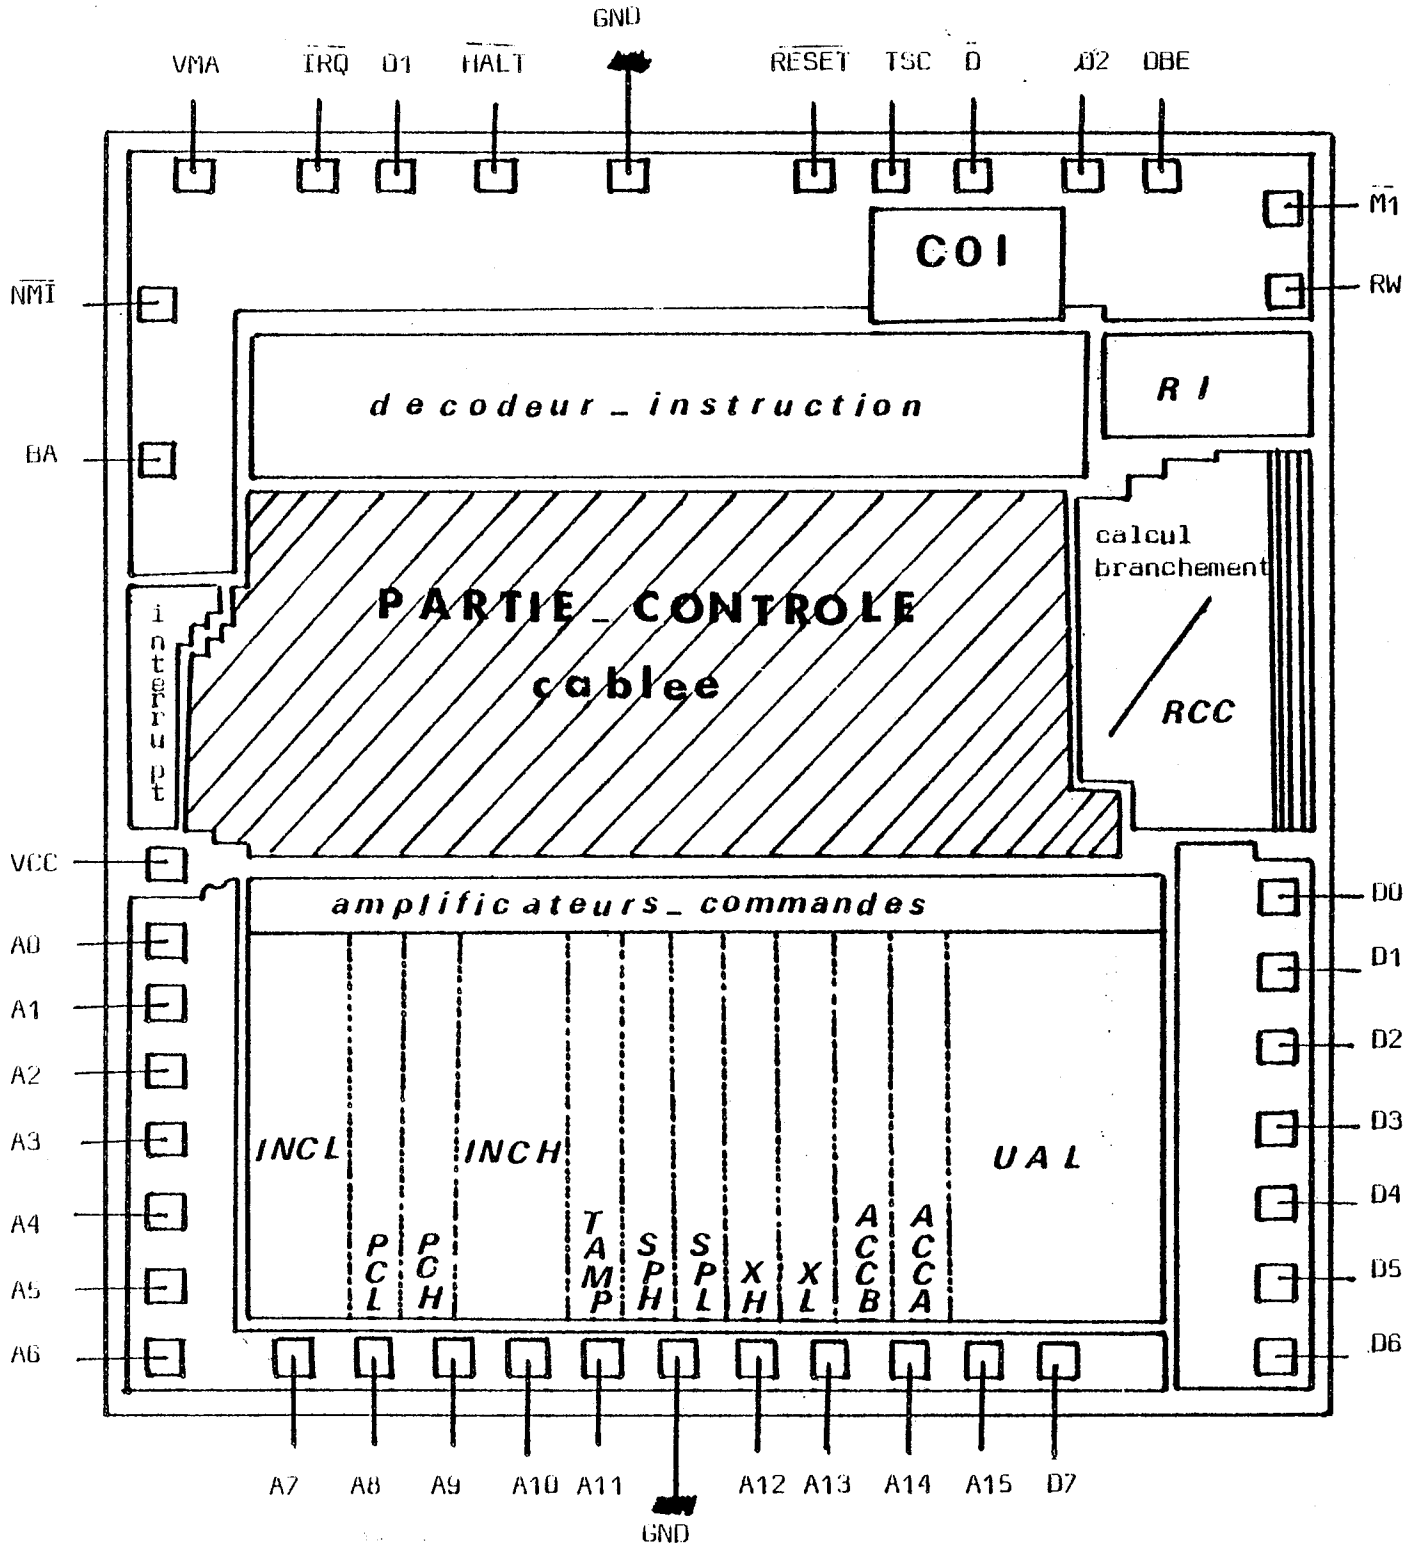 GND
VMA IRQ Ø1 HALT RESET TSC D Ø2 DBE
M1
NMI
RW
COI
decodeur_instruction
RI
BA
calcul
branchement
RCC
PARTIE_CONTROLE
cablee
interrupt
VCC
amplificateurs_commandes
D0
A0
D1
A1
D2
A2
D3
A3
INCL
INCH
UAL
D4
A4
PCL
PCH
TAMP
SPH
SPL
XH
XL
ACCB
ACCA
D5
A5
D6
A6
A7 A8 A9 A10 A11 A12 A13 A14 A15 D7
GND